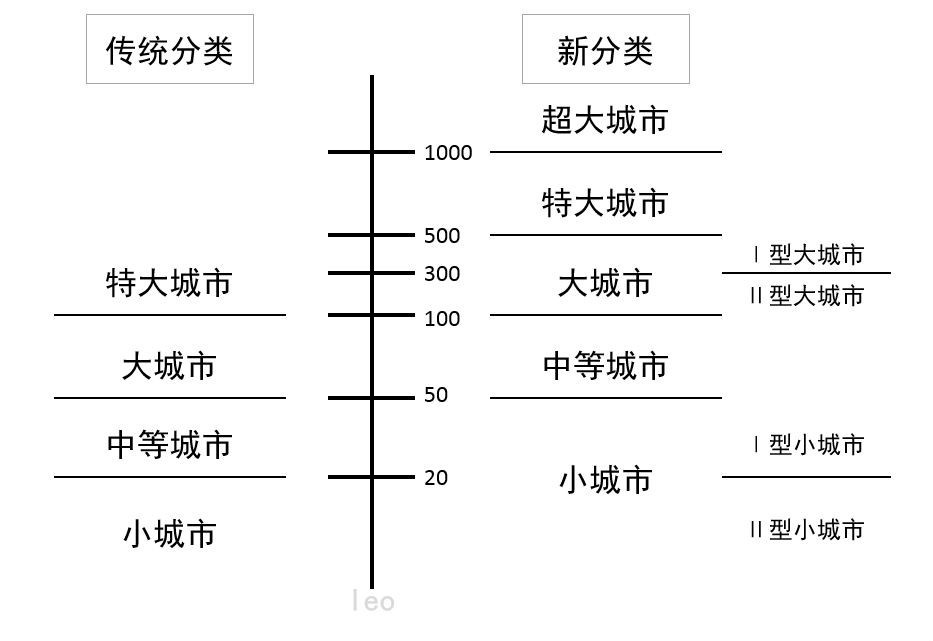 传统分类
新分类
超大城市
1000
特大城市
500
Ⅰ型大城市
300
特大城市
大城市
Ⅱ型大城市
100
大城市
中等城市
50
中等城市
Ⅰ型小城市
20
小城市
小城市
Ⅱ型小城市
leo